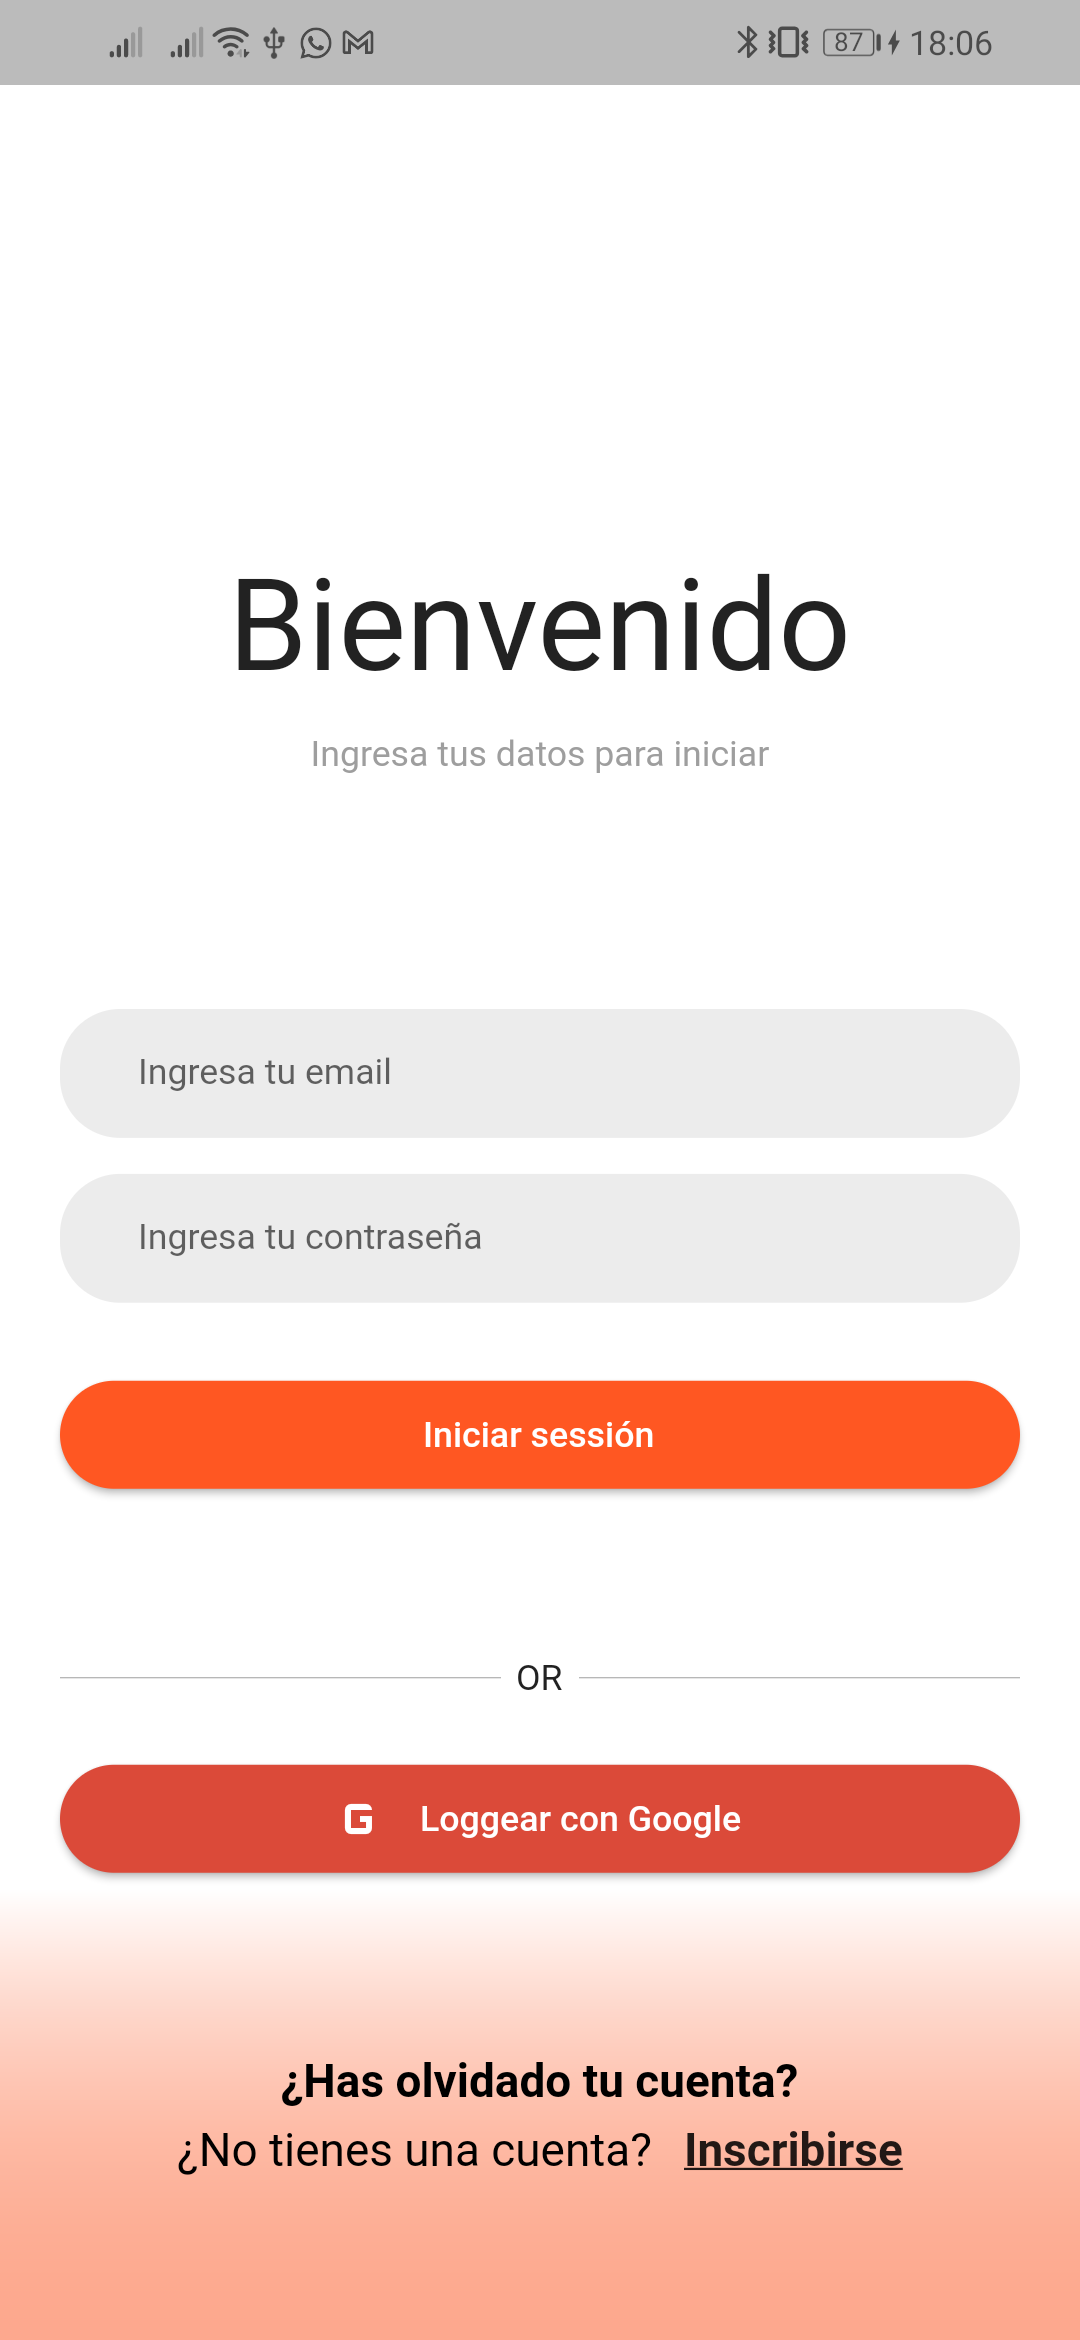 87 18:06
Bienvenido
Ingresa tus datos para iniciar
Ingresa tu email
Ingresa tu contraseña
Iniciar sessión
OR
G Loggear con Google
¿Has olvidado tu cuenta?
¿No tienes una cuenta? Inscribirse